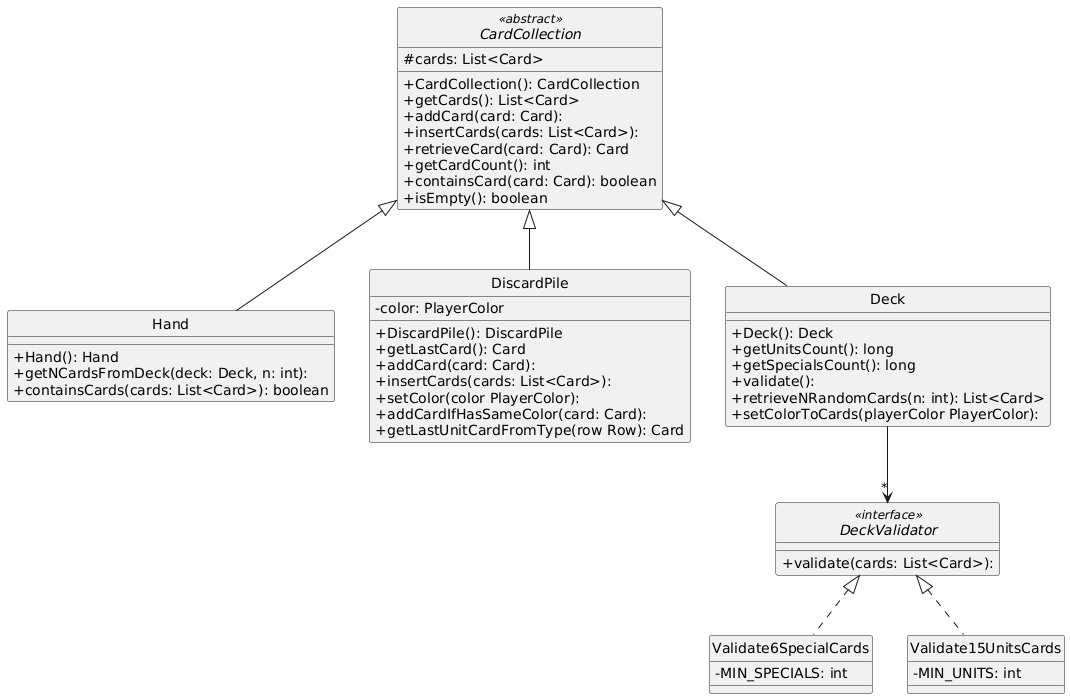 «abstract»
CardCollection
#cards: List<Card>
+CardCollection(): CardCollection
+getCards(): List<Card>
+addCard(card: Card):
+insertCards(cards: List<Card>):
+retrieveCard(card: Card): Card
+getCardCount(): int
+containsCard(card: Card): boolean
+isEmpty(): boolean
Hand
+Hand(): Hand
+getNCardsFromDeck(deck: Deck, n: int):
+containsCards(cards: List<Card>): boolean
DiscardPile
-color: PlayerColor
+DiscardPile(): DiscardPile
+getLastCard(): Card
+addCard(card: Card):
+insertCards(cards: List<Card>):
+setColor(color PlayerColor):
+addCardIfHasSameColor(card: Card):
+getLastUnitCardFromType(row Row): Card
Deck
+Deck(): Deck
+getUnitsCount(): long
+getSpecialsCount(): long
+validate():
+retrieveNRandomCards(n: int): List<Card>
+setColorToCards(playerColor PlayerColor):
*
«interface»
DeckValidator
+validate(cards: List<Card>):
Validate6SpecialCards
-MIN_SPECIALS: int
Validate15UnitsCards
-MIN_UNITS: int